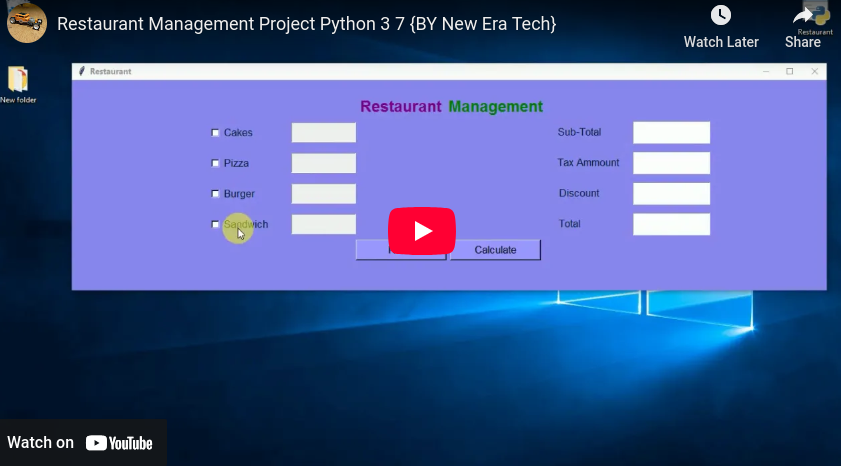 Restaurant Management Project Python 3 7 {BY New Era Tech}
Watch Later
Share
Restaurant
New folder
Restaurant
Restaurant Management
Cakes
Sub-Total
Pizza
Tax Ammount
Burger
Discount
Sandwich
Total
Calculate
Watch on YouTube